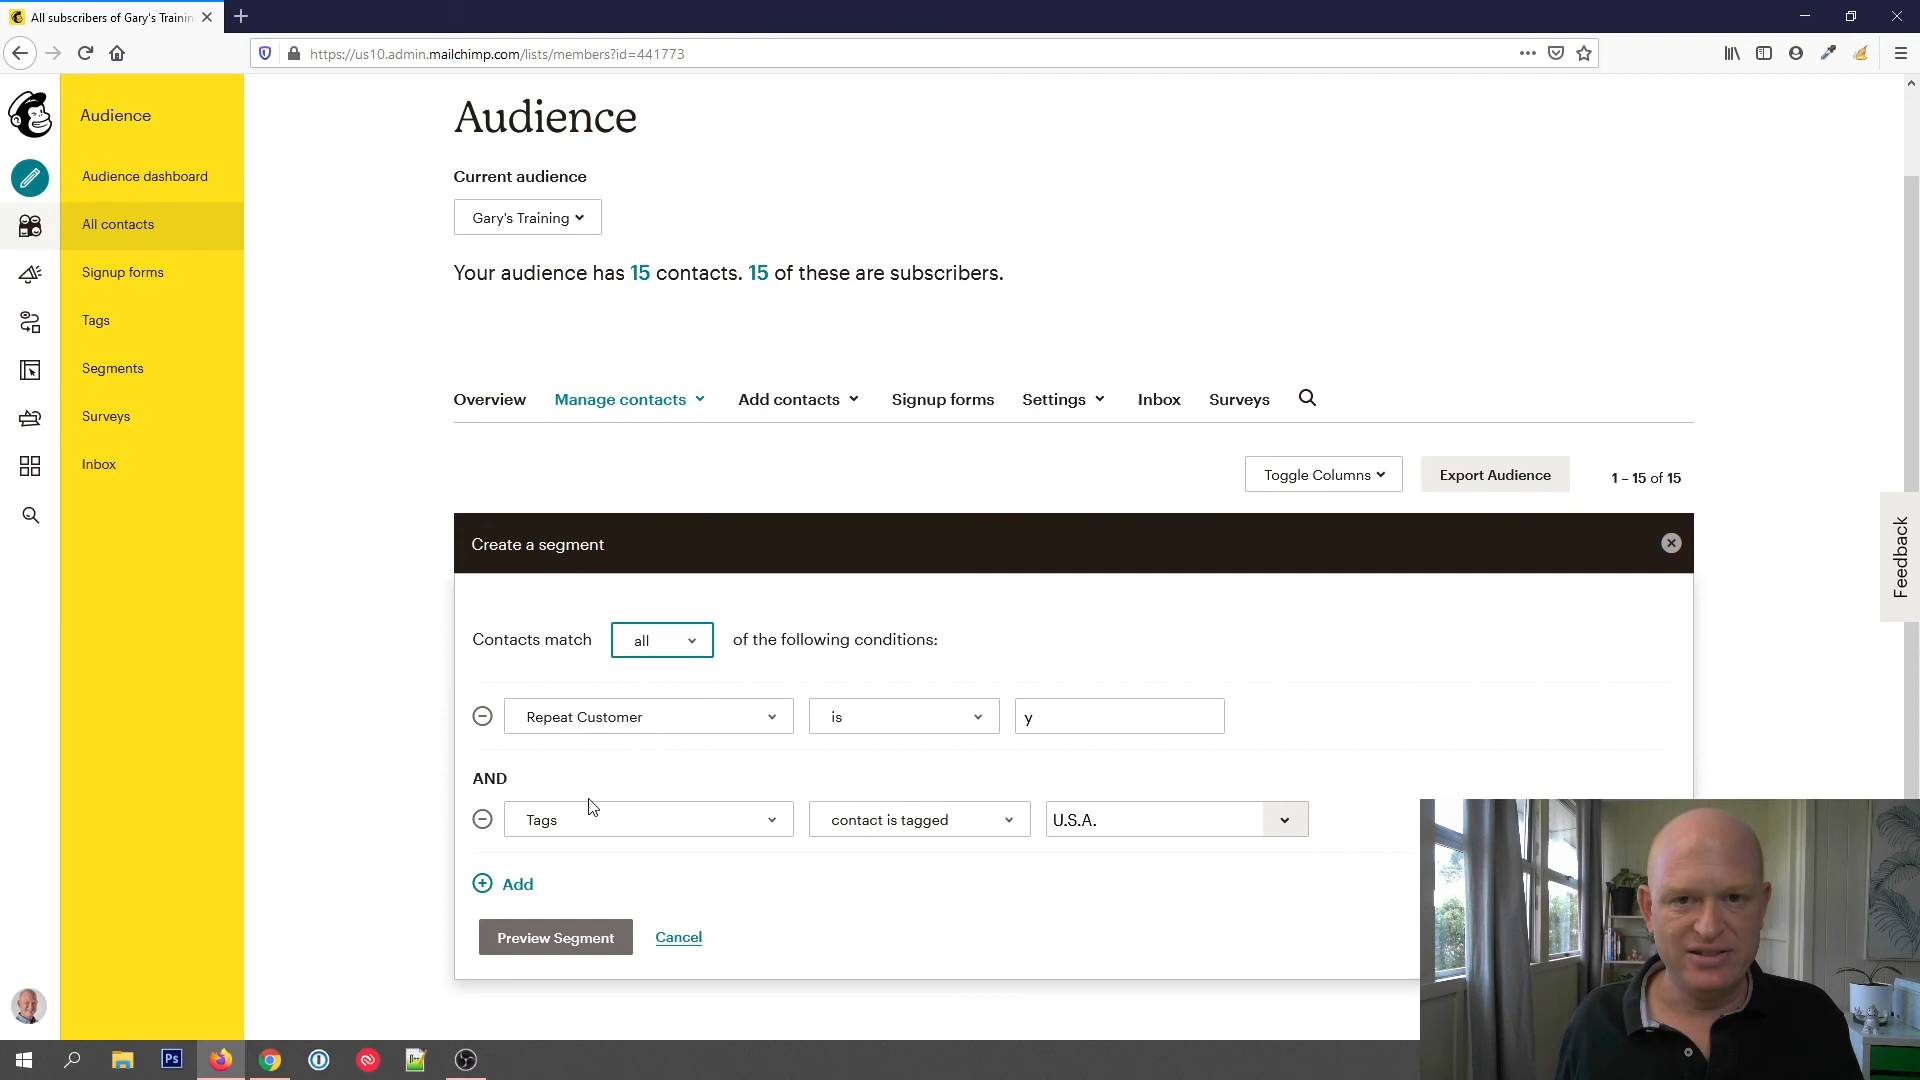 All subscribers of Gary's Trainin
https://us10.admin.mailchimp.com/lists/members?id=441773
Audience
Audience dashboard
All contacts
Signup forms
Tags
Segments
Surveys
Inbox
Audience
Current audience
Gary's Training
Your audience has 15 contacts. 15 of these are subscribers.
Overview Manage contacts Add contacts Signup forms Settings Inbox Surveys
Toggle Columns Export Audience 1 – 15 of 15
Create a segment
Contacts match all of the following conditions:
Repeat Customer is y
AND
Tags contact is tagged U.S.A.
Add
Preview Segment Cancel
Feedback
Ps